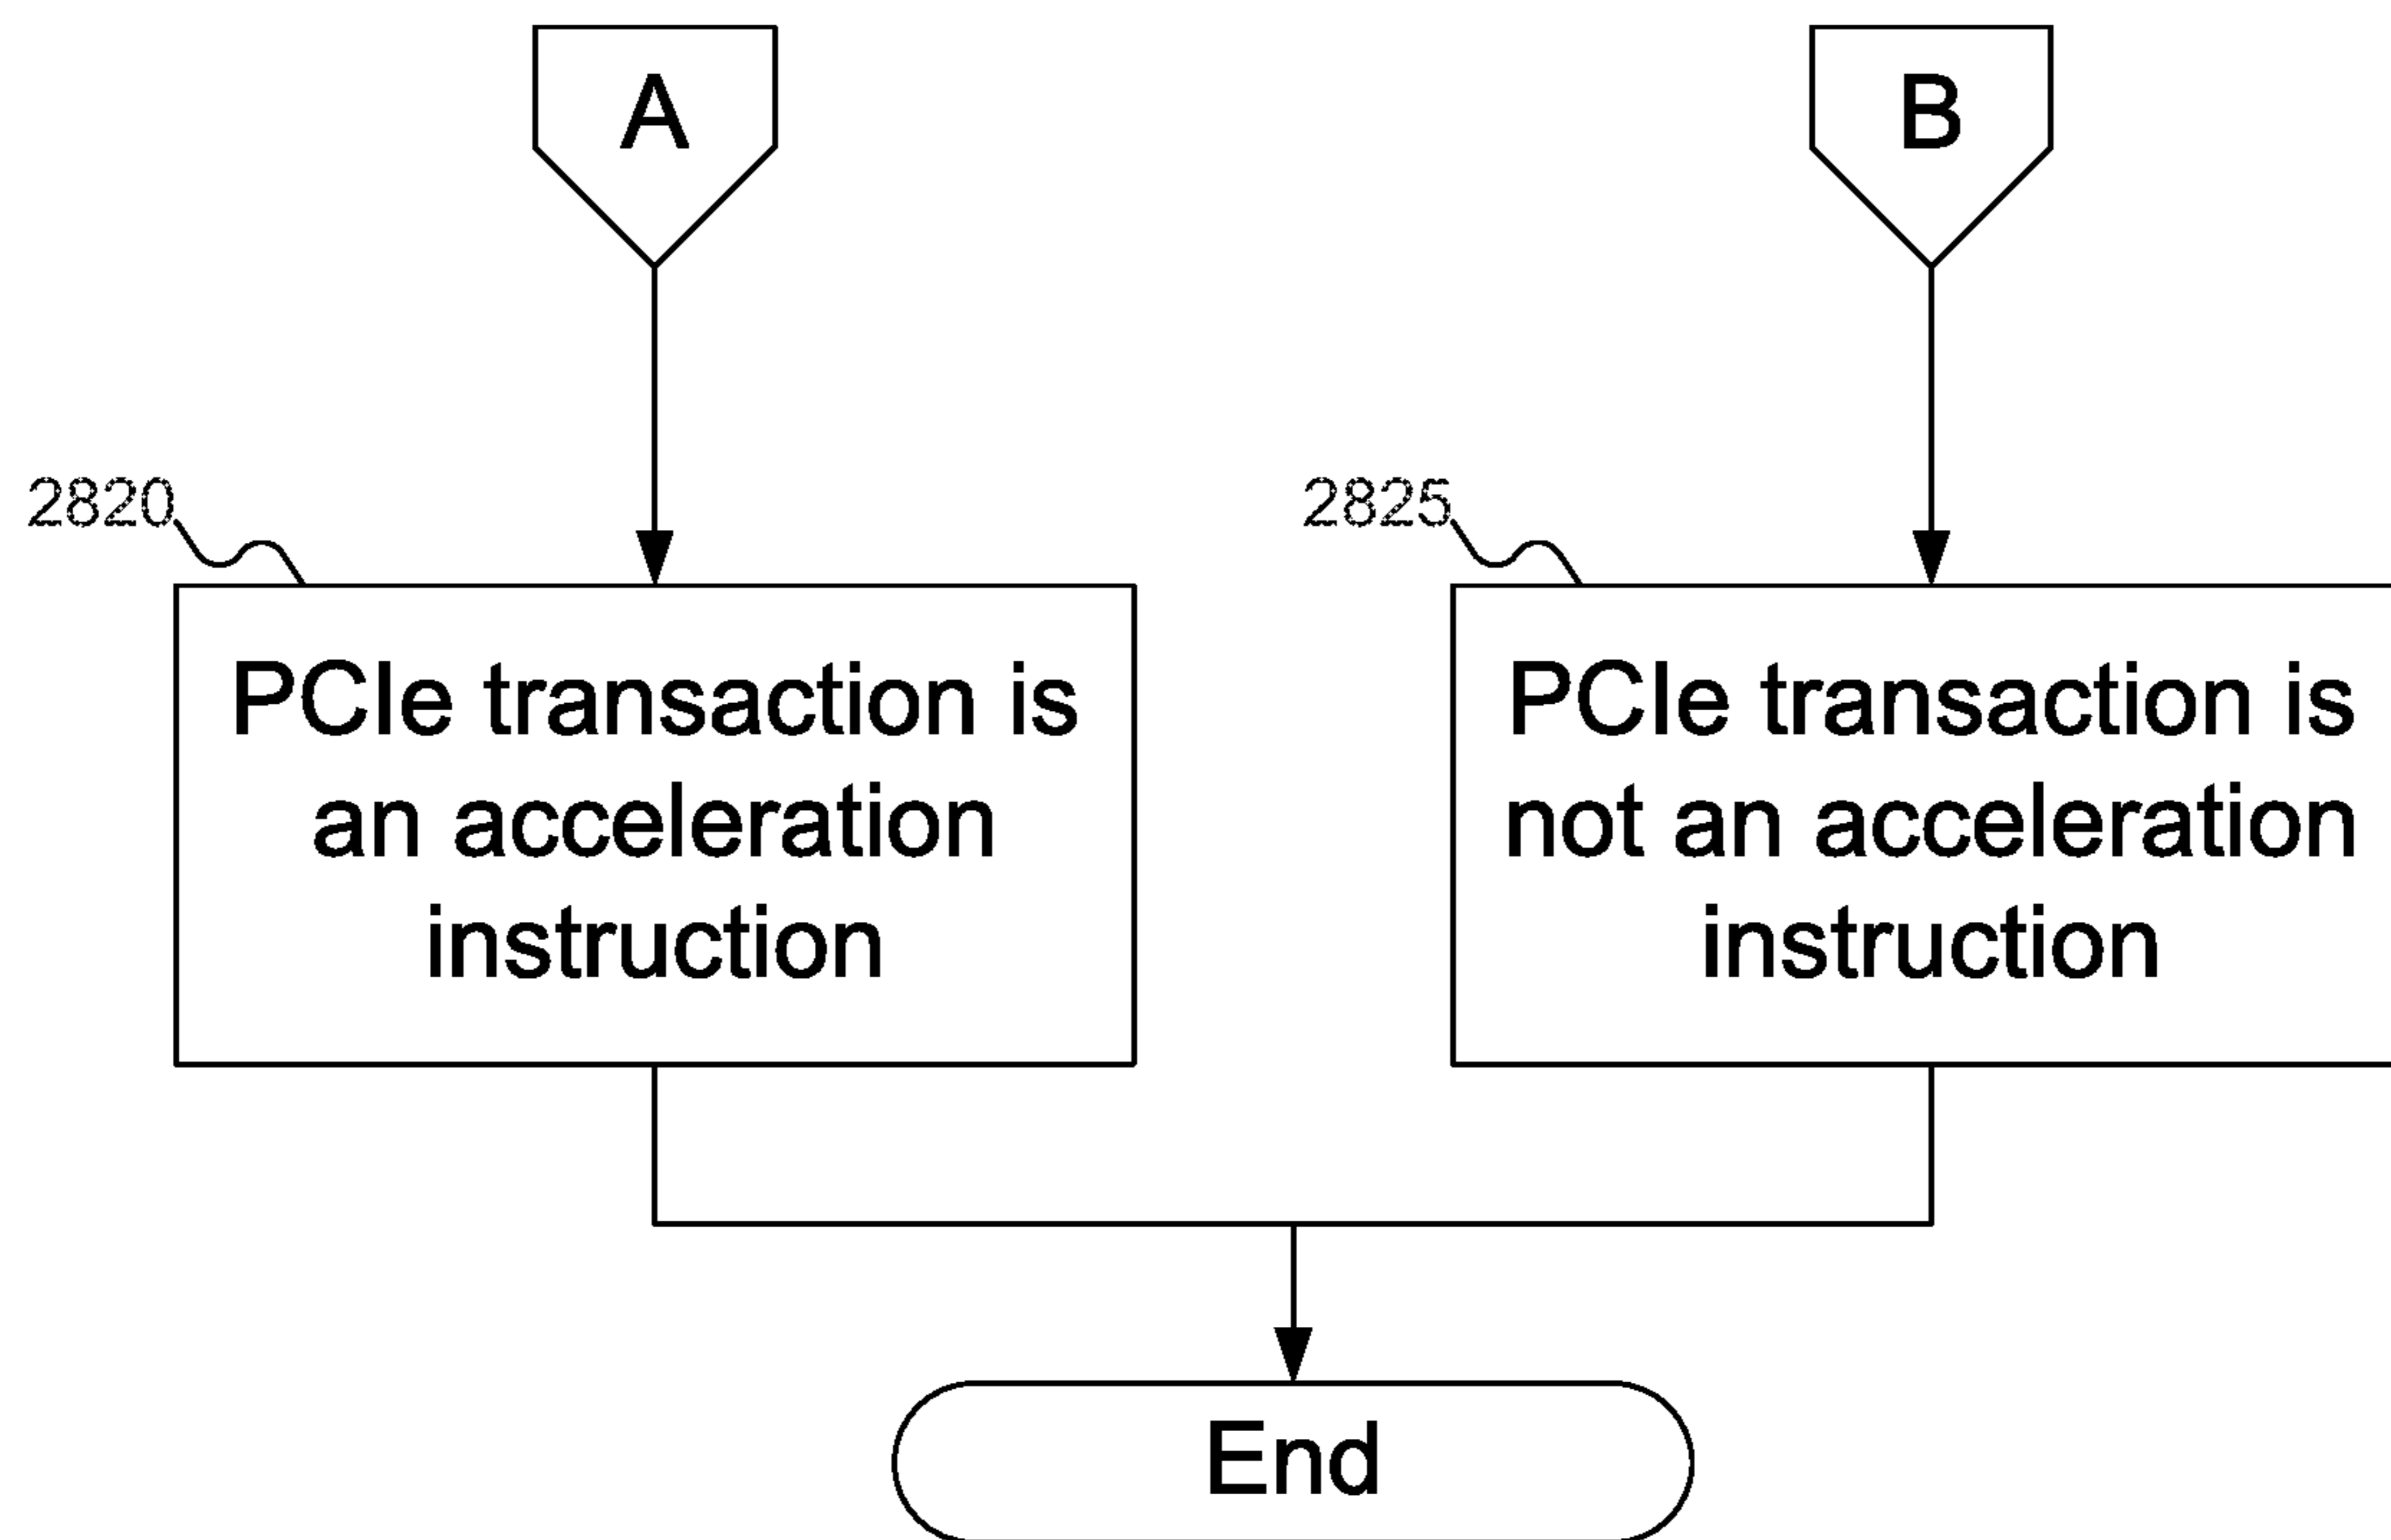 A
B
2820
2825
PCIe transaction is
an acceleration
instruction
PCIe transaction is
not an acceleration
instruction
End